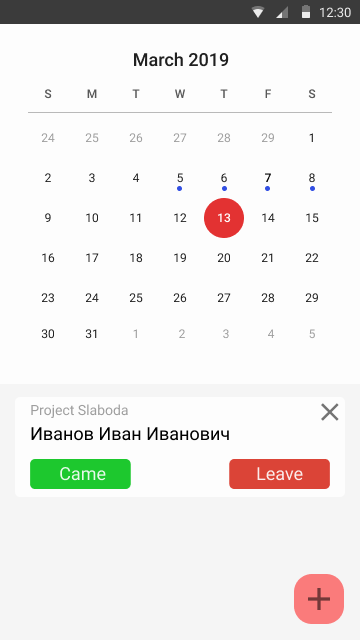 12:30
March 2019
S M T W T F S
24 25 26 27 28 29 1
2 3 4 5 6 7 8
9 10 11 12 13 14 15
16 17 18 19 20 21 22
23 24 25 26 27 28 29
30 31 1 2 3 4 5
Project Slaboda
Иванов Иван Иванович
Came Leave